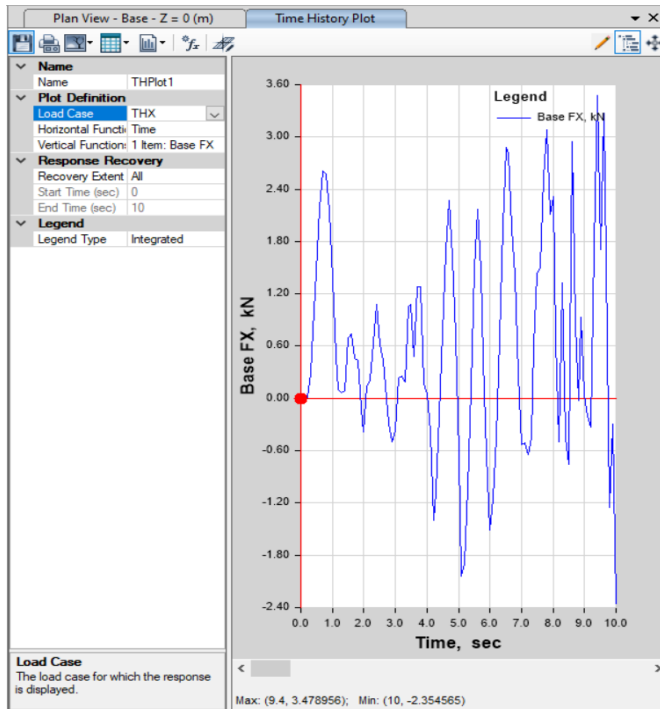 Plan View - Base - Z = 0 (m)
Time History Plot
Name
Name THPlot1
Plot Definition
Load Case THX
Horizontal Functi Time
Vertical Function: 1 Item: Base FX
Response Recovery
Recovery Extent All
Start Time (sec) 0
End Time (sec) 10
Legend
Legend Type Integrated
Load Case
The load case for which the response
is displayed.
Legend
Base FX, kN
3.60
3.00
2.40
1.80
1.20
0.60
0.00
-0.60
-1.20
-1.80
-2.40
Base FX, kN
0.0 1.0 2.0 3.0 4.0 5.0 6.0 7.0 8.0 9.0 10.0
Time, sec
Max: (9.4, 3.478956); Min: (10, -2.354565)